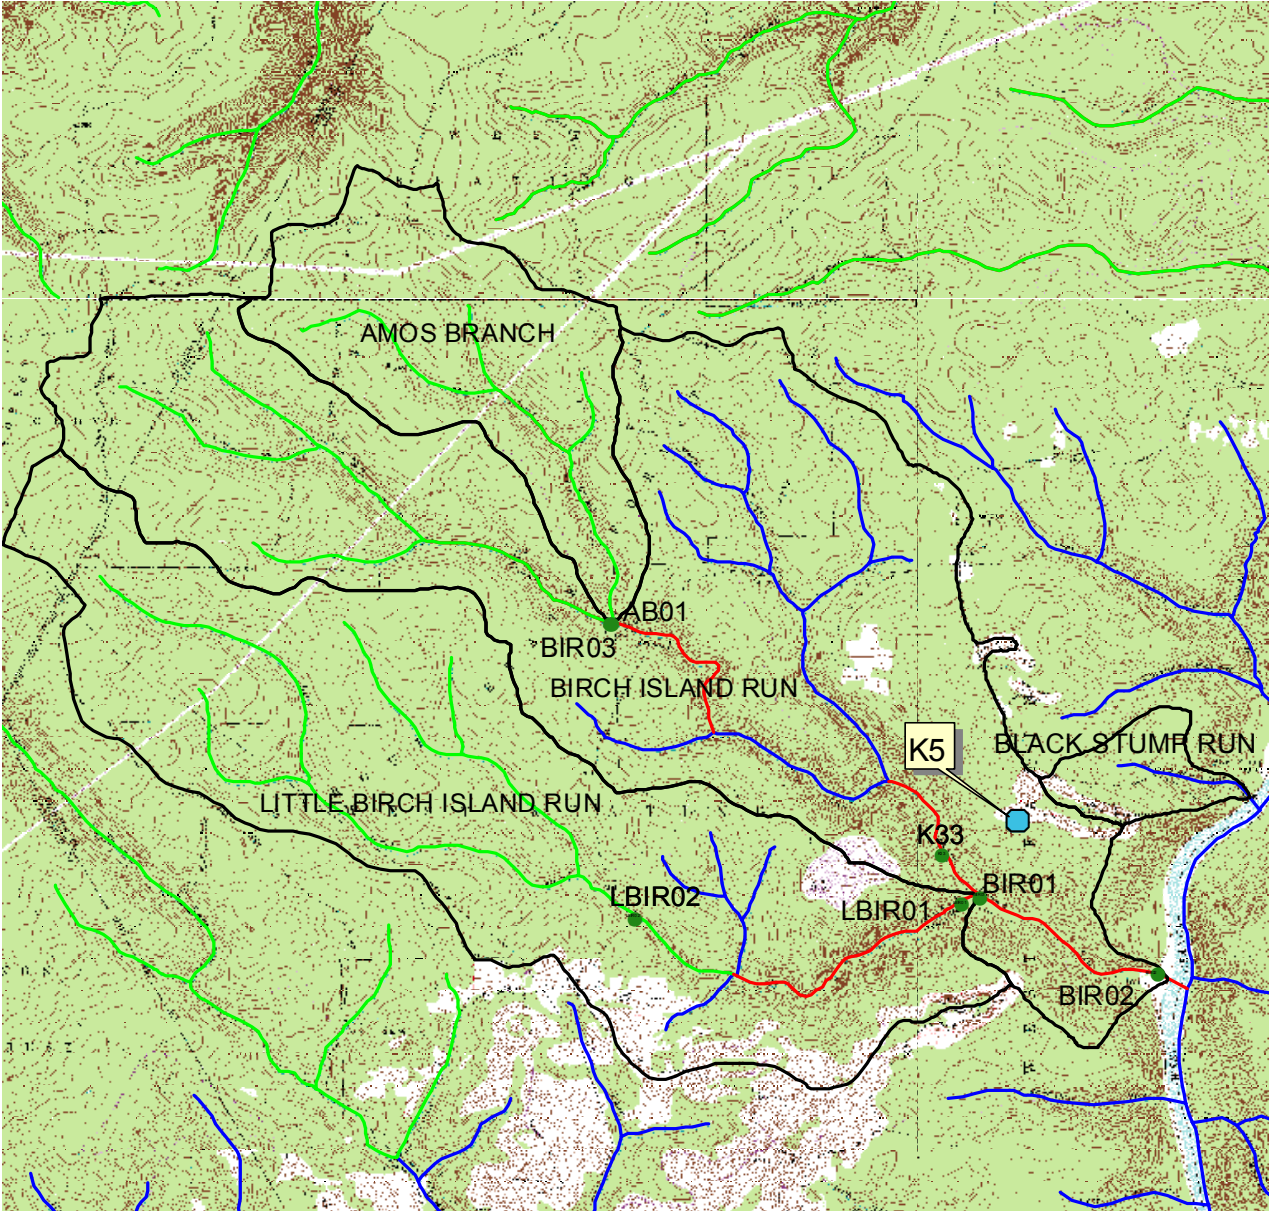 AMOS BRANCH
AB01
BIR03
BIRCH ISLAND RUN
K5
BLACK STUMP RUN
LITTLE BIRCH ISLAND RUN
K33
BIR01
LBIR02
LBIR01
BIR02